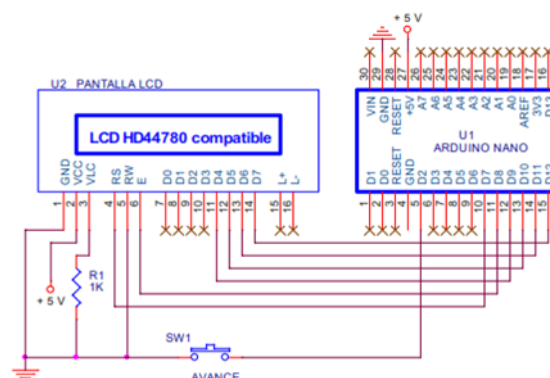 + 5 V
U2 PANTALLA LCD
LCD HD44780 compatible
GND VCC VLC RS RW E D0 D1 D2 D3 D4 D5 D6 D7 L+ L-
1 2 3 4 5 6 7 8 9 10 11 12 13 14 15 16
30 29 28 27 26 25 24 23 22 21 20 19 18 17 16
VIN GND RESET +5V A7 A6 A5 A4 A3 A2 A1 A0 AREF 3V3 D13
U1
ARDUINO NANO
D1 D0 RESET GND D2 D3 D4 D5 D6 D7 D8 D9 D10 D11 D12
1 2 3 4 5 6 7 8 9 10 11 12 13 14 15
R1
1K
+ 5 V
SW1
AVANCE